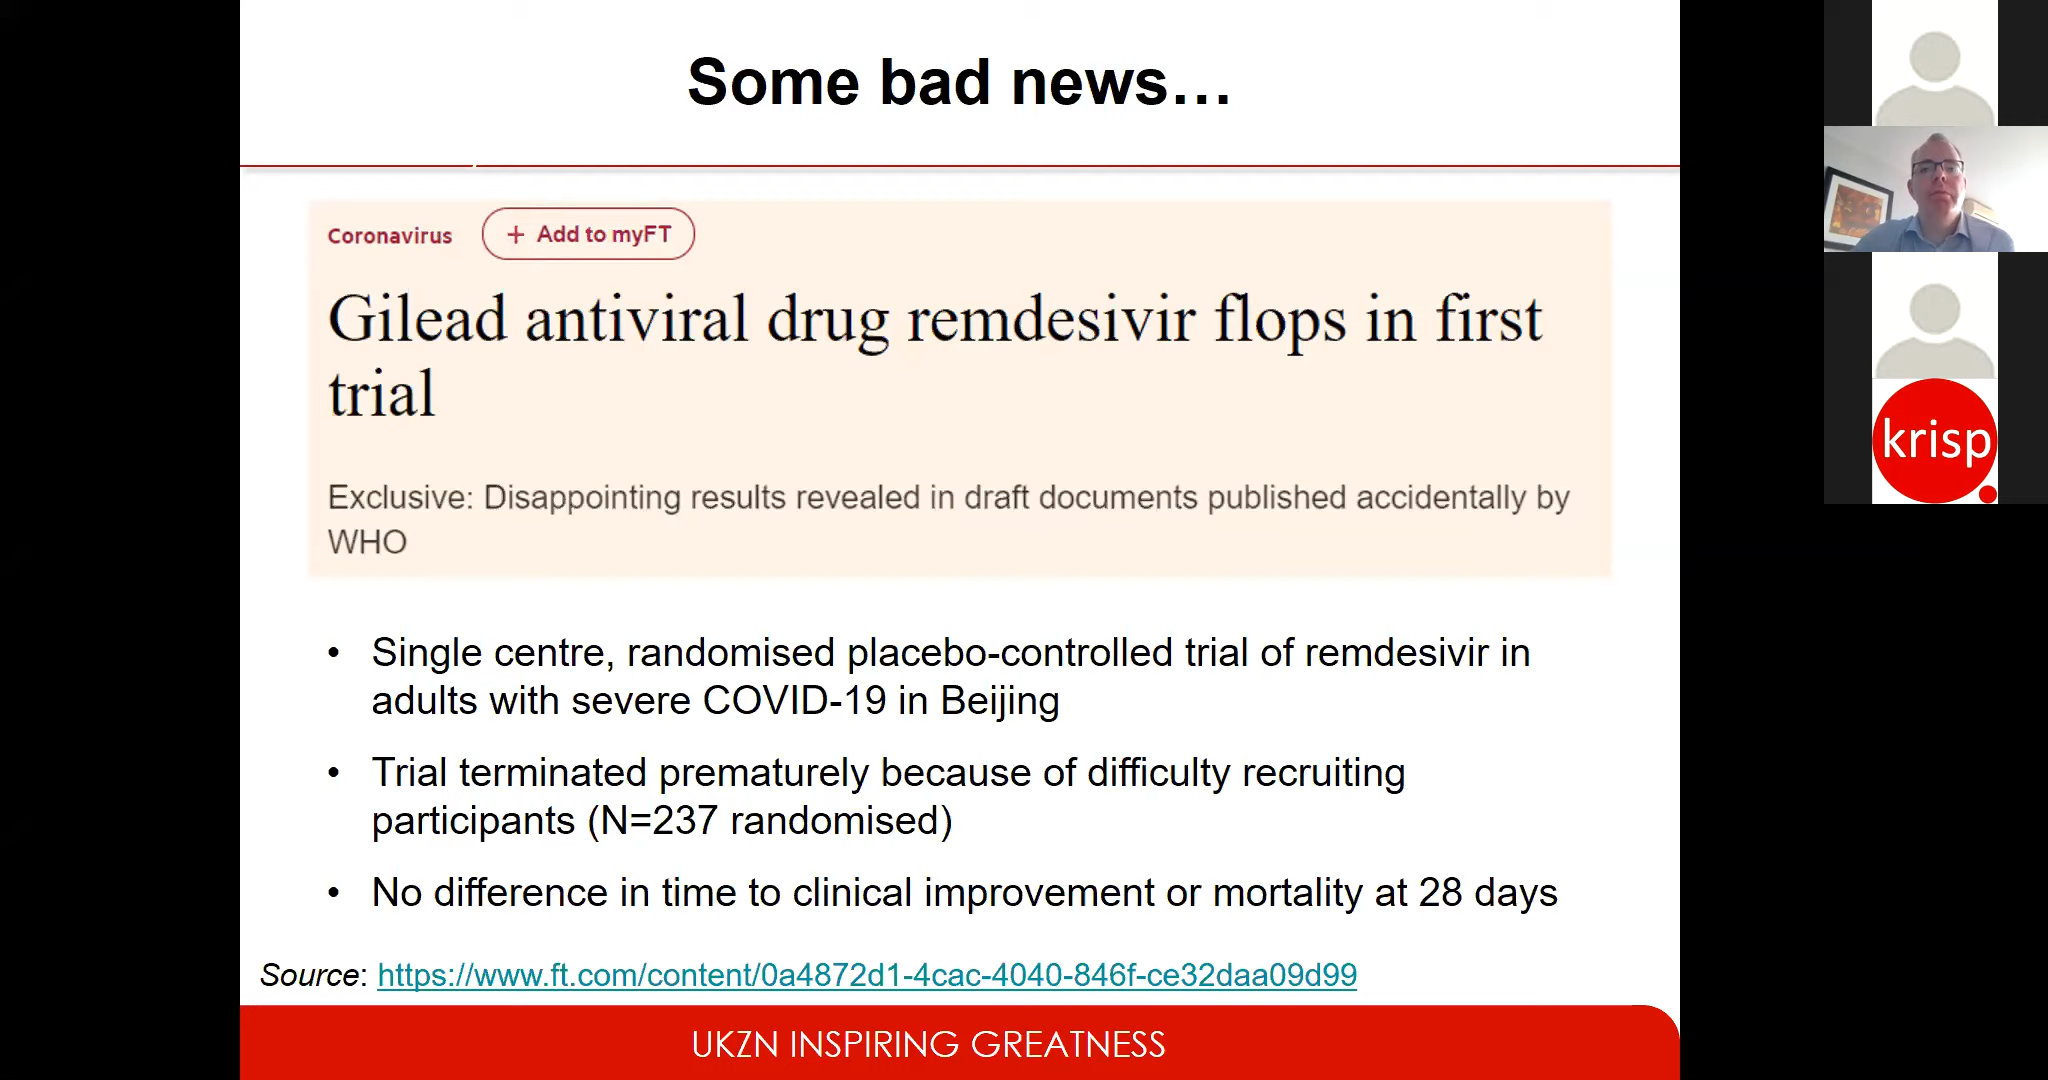 Some bad news…
Coronavirus
+ Add to myFT
Gilead antiviral drug remdesivir flops in first
trial
Exclusive: Disappointing results revealed in draft documents published accidentally by
WHO
• Single centre, randomised placebo-controlled trial of remdesivir in
adults with severe COVID-19 in Beijing
• Trial terminated prematurely because of difficulty recruiting
participants (N=237 randomised)
• No difference in time to clinical improvement or mortality at 28 days
Source: https://www.ft.com/content/0a4872d1-4cac-4040-846f-ce32daa09d99
UKZN INSPIRING GREATNESS
krisp